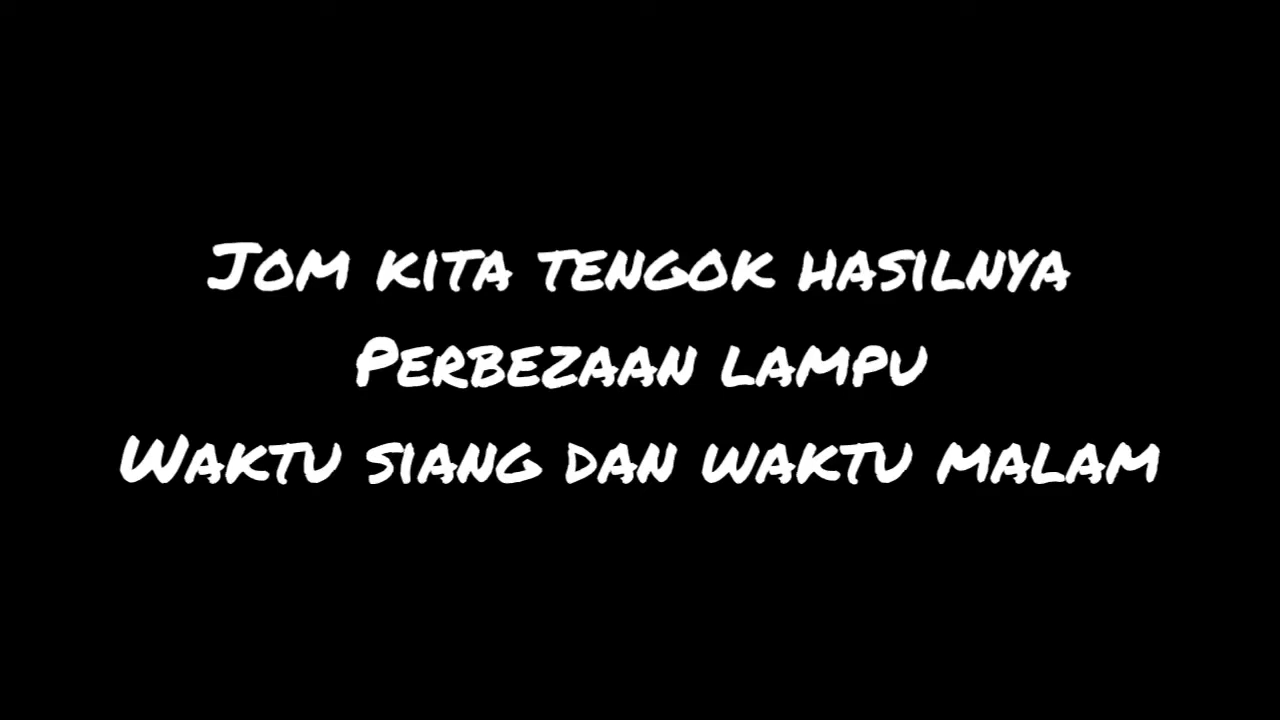 Jom kita tengok hasilnya
Perbezaan lampu
Waktu siang dan waktu malam